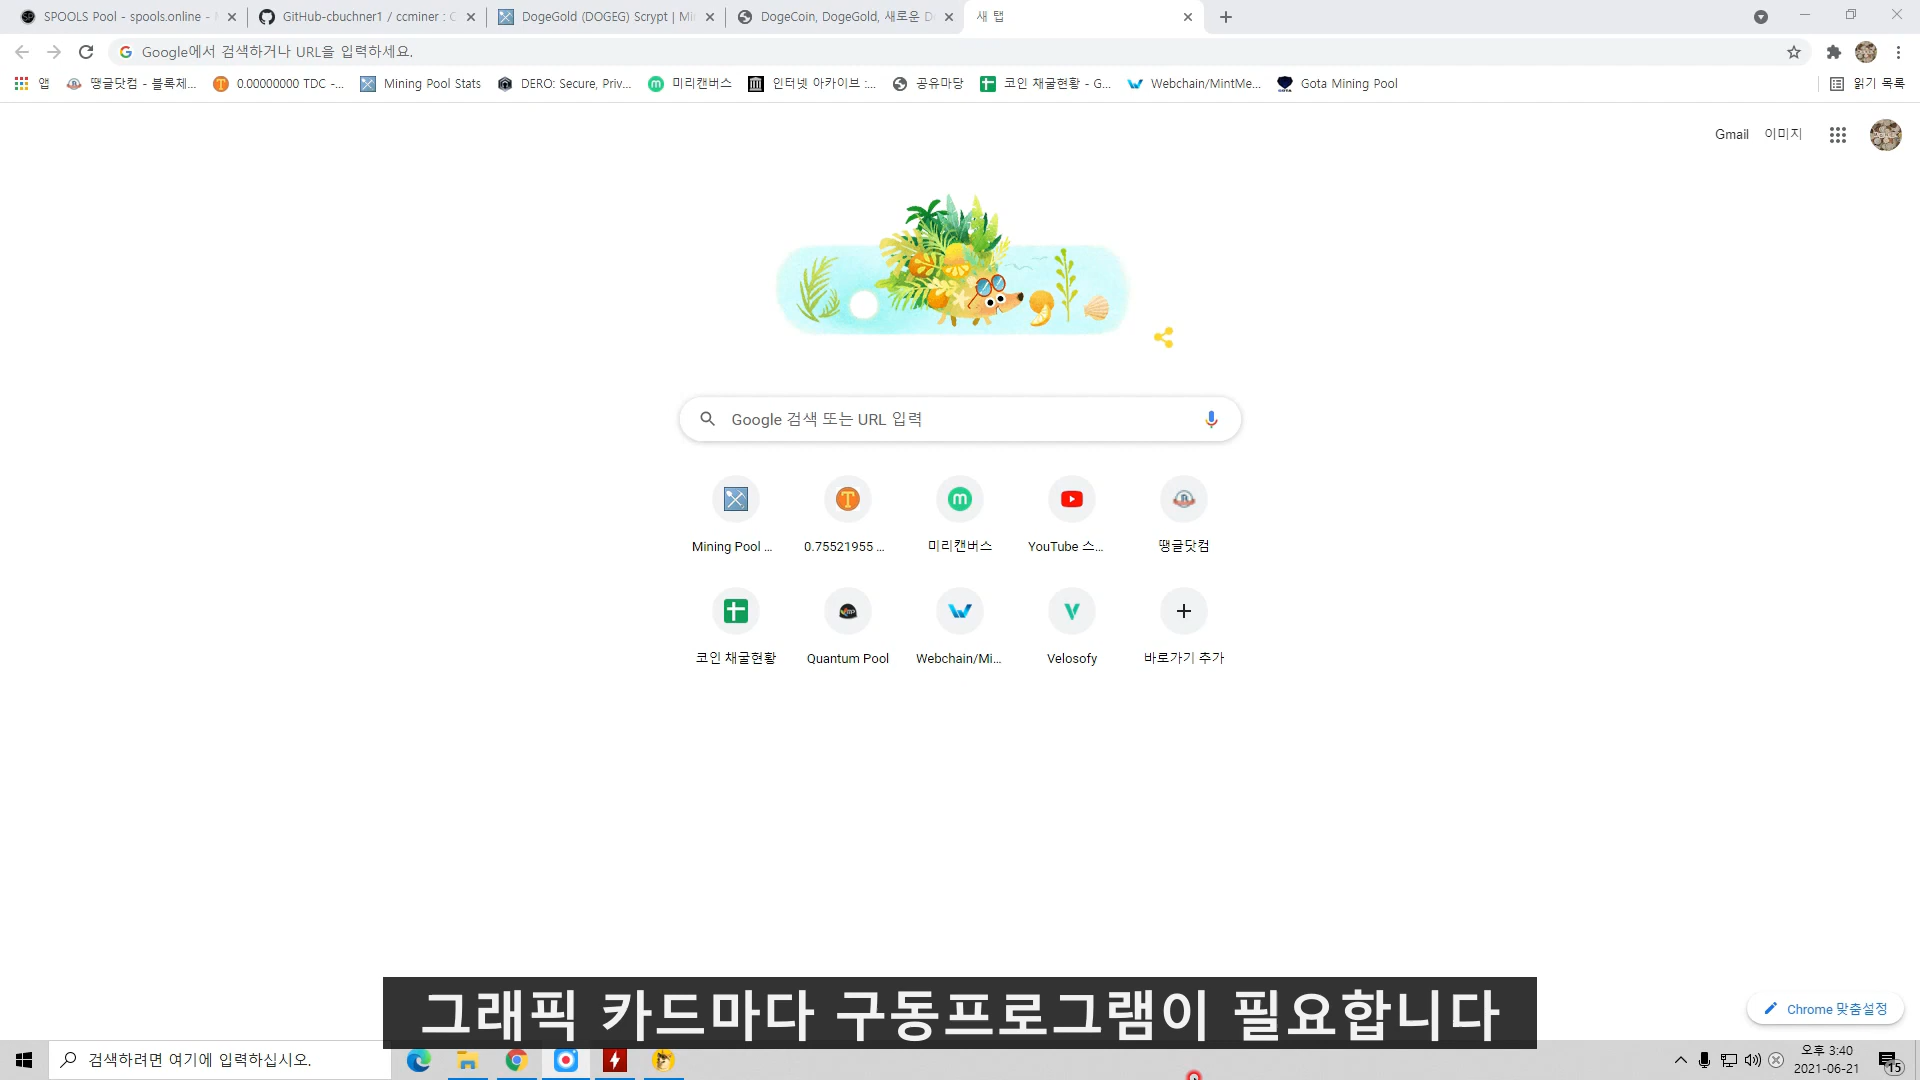 SPOOLS Pool - spools.online -
GitHub-cbuchner1 / ccminer : C
DogeGold (DOGEG) Scrypt | Mi
DogeCoin, DogeGold, 새로운 D
새 탭
Google에서 검색하거나 URL을 입력하세요.
앱
땡글닷컴 - 블록체...
0.00000000 TDC -...
Mining Pool Stats
DERO: Secure, Priv...
미리캔버스
인터넷 아카이브 :...
공유마당
코인 채굴현황 - G...
Webchain/MintMe...
Gota Mining Pool
읽기 목록
Gmail
이미지
Google 검색 또는 URL 입력
Mining Pool ...
0.75521955 ...
미리캔버스
YouTube 스...
땡글닷컴
코인 채굴현황
Quantum Pool
Webchain/Mi...
Velosofy
바로가기 추가
그래픽 카드마다 구동프로그램이 필요합니다
Chrome 맞춤설정
검색하려면 여기에 입력하십시오.
오후 3:40
2021-06-21
15